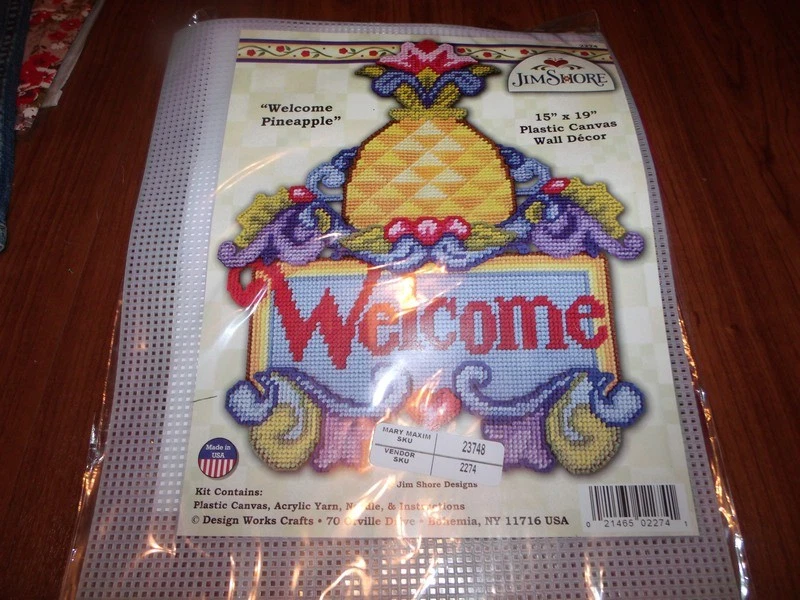 JIM SHORE
"Welcome
Pineapple"
15" x 19"
Plastic Canvas
Wall Décor
Welcome
MARY MAXIM
SKU
23748
VENDOR
SKU
2274
Made in
USA
Jim Shore Designs
Kit Contains:
Plastic Canvas, Acrylic Yarn, Needle, & Instructions
© Design Works Crafts • 70 Orville Drive • Bohemia, NY 11716 USA
0 21465 02274 1